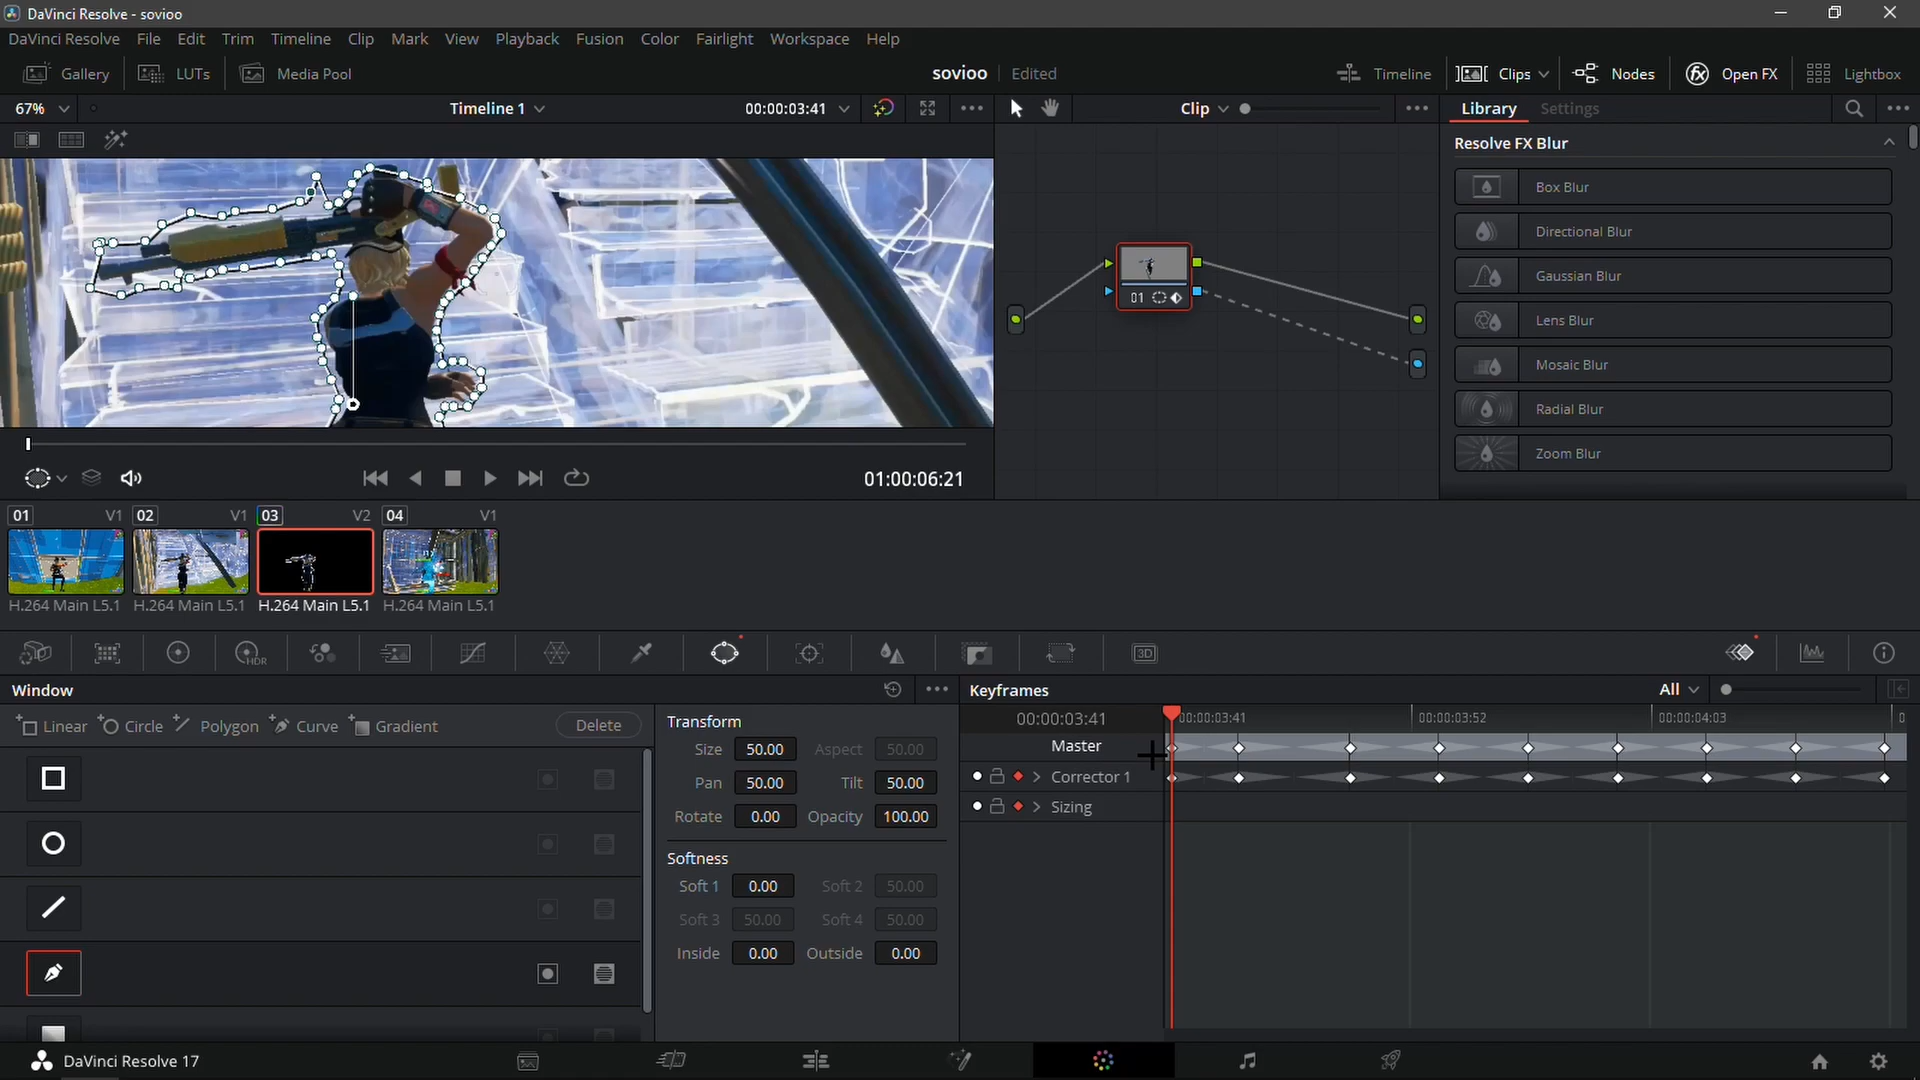 DaVinci Resolve - sovioo
DaVinci Resolve File Edit Trim Timeline Clip Mark View Playback Fusion Color Fairlight Workspace Help
Gallery LUTs Media Pool sovioo Edited Timeline Clips Nodes Open FX Lightbox
67% Timeline 1 00:00:03:41 Clip Library Settings
Resolve FX Blur
Box Blur
Directional Blur
Gaussian Blur
Lens Blur
Mosaic Blur
Radial Blur
Zoom Blur
01
01:00:06:21
01 V1 02 V1 03 V2 04 V1
H.264 Main L5.1 H.264 Main L5.1 H.264 Main L5.1 H.264 Main L5.1
HDR 3D
Window Keyframes All
Linear Circle Polygon Curve Gradient Delete
Transform
Size 50.00 Aspect 50.00
Pan 50.00 Tilt 50.00
Rotate 0.00 Opacity 100.00
Softness
Soft 1 0.00 Soft 2 50.00
Soft 3 50.00 Soft 4 50.00
Inside 0.00 Outside 0.00
00:00:03:41 00:00:03:41 00:00:03:52 00:00:04:03 0
Master
Corrector 1
Sizing
DaVinci Resolve 17